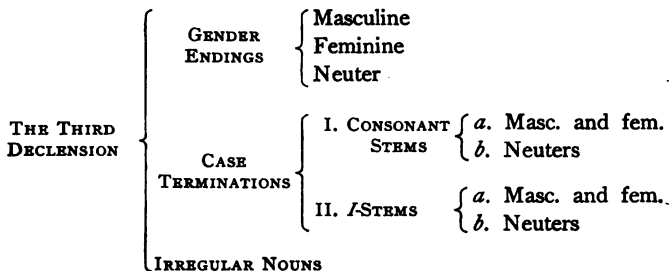 THE THIRD DECLENSION
GENDER ENDINGS
Masculine
Feminine
Neuter
CASE TERMINATIONS
I. CONSONANT STEMS
a. Masc. and fem.
b. Neuters
II. I-STEMS
a. Masc. and fem.
b. Neuters
IRREGULAR NOUNS